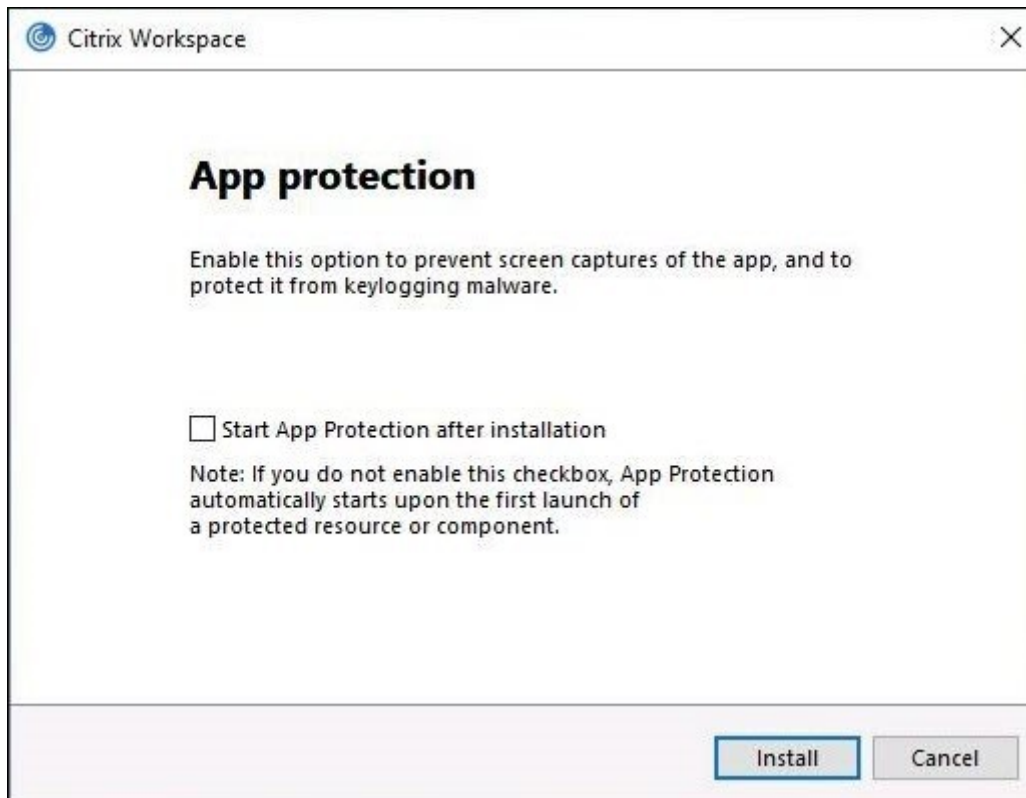 Citrix Workspace
App protection
Enable this option to prevent screen captures of the app, and to
protect it from keylogging malware.
Start App Protection after installation
Note: If you do not enable this checkbox, App Protection
automatically starts upon the first launch of
a protected resource or component.
Install Cancel